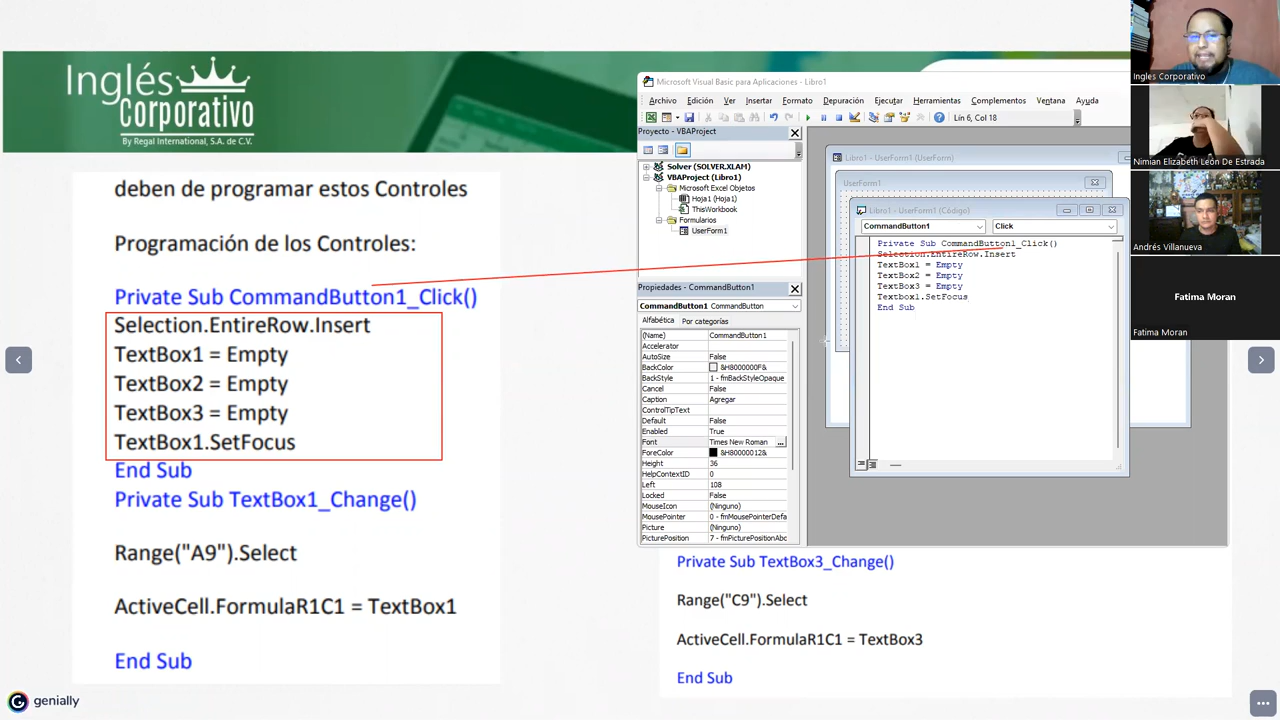 Inglés
Corporativo
By Regal International, S.A. de C.V.
deben de programar estos Controles
Programación de los Controles:
Private Sub CommandButton1_Click()
Selection.EntireRow.Insert
TextBox1 = Empty
TextBox2 = Empty
TextBox3 = Empty
TextBox1.SetFocus
End Sub
Private Sub TextBox1_Change()
Range("A9").Select
ActiveCell.FormulaR1C1 = TextBox1
End Sub
Microsoft Visual Basic para Aplicaciones - Libro1
Archivo Edición Ver Insertar Formato Depuración Ejecutar Herramientas Complementos Ventana Ayuda
Lín 6, Col 18
Proyecto - VBAProject
Solver (SOLVER.XLAM)
VBAProject (Libro1)
Microsoft Excel Objetos
Hoja1 (Hoja1)
ThisWorkbook
Formularios
UserForm1
Propiedades - CommandButton1
CommandButton1 CommandButton
Alfabética Por categorías
(Name) CommandButton1
Accelerator
AutoSize False
BackColor &H8000000F&
BackStyle 1 - fmBackStyleOpaque
Cancel False
Caption Agregar
ControlTipText
Default False
Enabled True
Font Times New Roman ...
ForeColor &H80000012&
Height 36
HelpContextID 0
Left 108
Locked False
MouseIcon (Ninguno)
MousePointer 0 - fmMousePointerDefa
Picture (Ninguno)
PicturePosition 7 - fmPicturePositionAbc
Libro1 - UserForm1 (UserForm)
UserForm1
Libro1 - UserForm1 (Código)
CommandButton1 Click
Private Sub CommandButton1_Click()
Selection.EntireRow.Insert
TextBox1 = Empty
TextBox2 = Empty
TextBox3 = Empty
Textbox1.SetFocus
End Sub
Private Sub TextBox3_Change()
Range("C9").Select
ActiveCell.FormulaR1C1 = TextBox3
End Sub
Ingles Corporativo
Nimian Elizabeth León De Estrada
Andrés Villanueva
Fatima Moran
Fatima Moran
genially